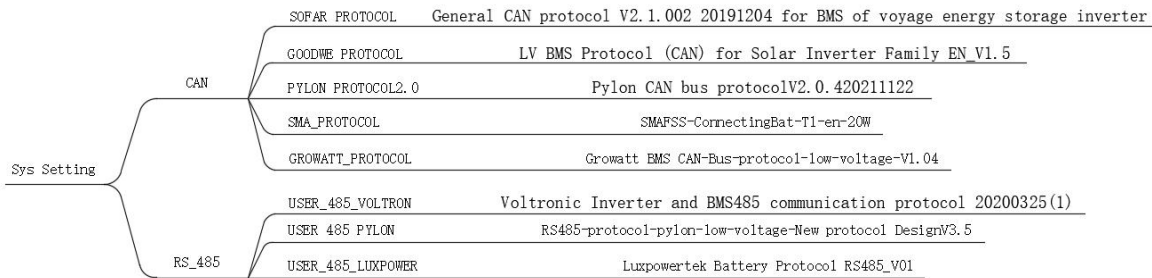 SOFAR PROTOCOL General CAN protocol V2.1.002 20191204 for BMS of voyage energy storage inverter
GOODWE PROTOCOL LV BMS Protocol (CAN) for Solar Inverter Family EN_V1.5
CAN
PYLON PROTOCOL2.0 Pylon CAN bus protocolV2.0.420211122
SMA_PROTOCOL SMAFSS-ConnectingBat-T1-en-20W
GROWATT_PROTOCOL Growatt BMS CAN-Bus-protocol-low-voltage-V1.04
Sys Setting
USER_485_VOLTRON Voltronic Inverter and BMS485 communication protocol 20200325(1)
USER 485 PYLON RS485-protocol-pylon-low-voltage-New protocol DesignV3.5
RS_485
USER_485_LUXPOWER Luxpowertek Battery Protocol RS485_V01